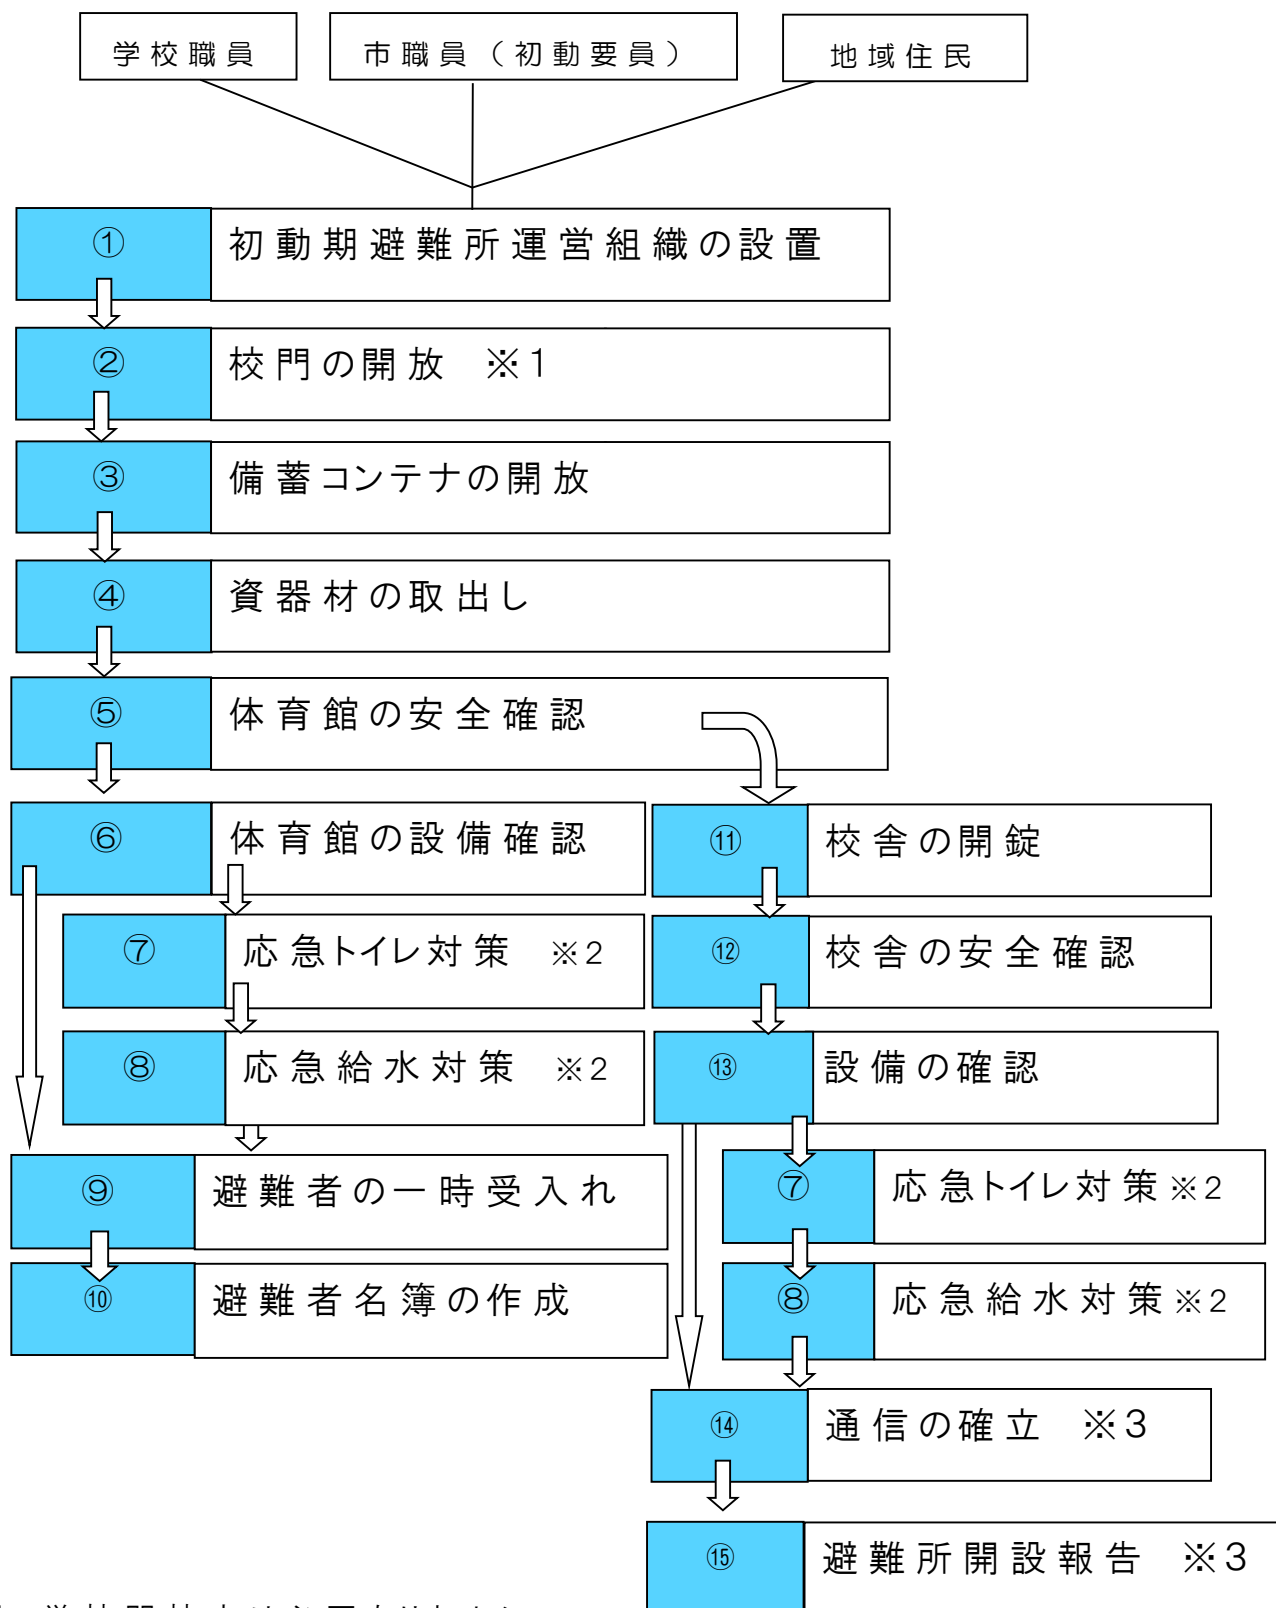 学校職員
市職員（初動要員）
地域住民
① 初動期避難所運営組織の設置
② 校門の開放　※1
③ 備蓄コンテナの開放
④ 資器材の取出し
⑤ 体育館の安全確認
⑥ 体育館の設備確認
⑦ 応急トイレ対策　※2
⑧ 応急給水対策　※2
⑨ 避難者の一時受入れ
⑩ 避難者名簿の作成
⑪ 校舎の開錠
⑫ 校舎の安全確認
⑬ 設備の確認
⑦ 応急トイレ対策※2
⑧ 応急給水対策※2
⑭ 通信の確立　※3
⑮ 避難所開設報告　※3